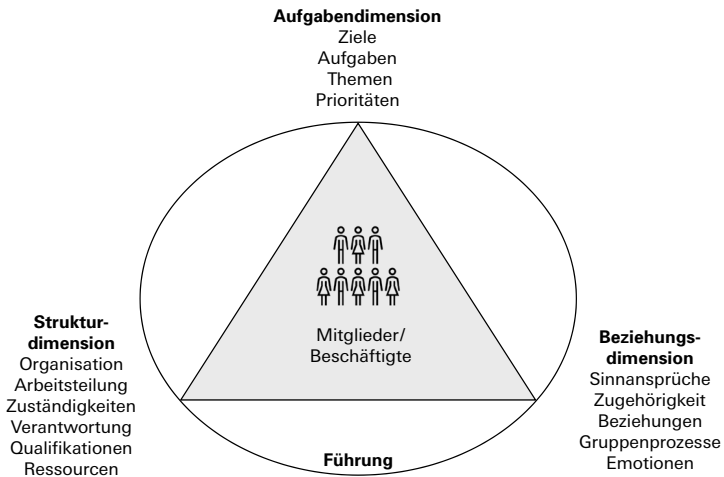 Aufgabendimension
Ziele
Aufgaben
Themen
Prioritäten
Mitglieder/
Beschäftigte
Struktur-
dimension
Organisation
Arbeitsteilung
Zuständigkeiten
Verantwortung
Qualifikationen
Ressourcen
Beziehungs-
dimension
Sinnansprüche
Zugehörigkeit
Beziehungen
Gruppenprozesse
Emotionen
Führung